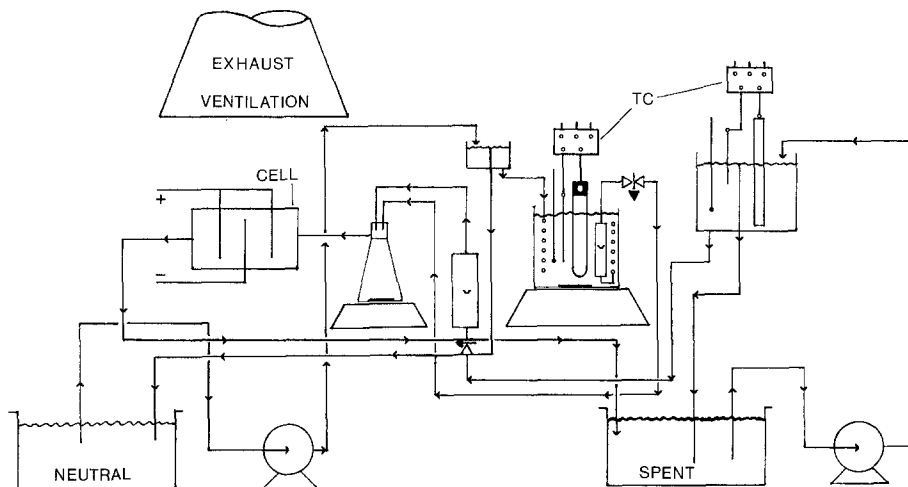 EXHAUST
VENTILATION
TC
CELL
+
−
NEUTRAL
SPENT